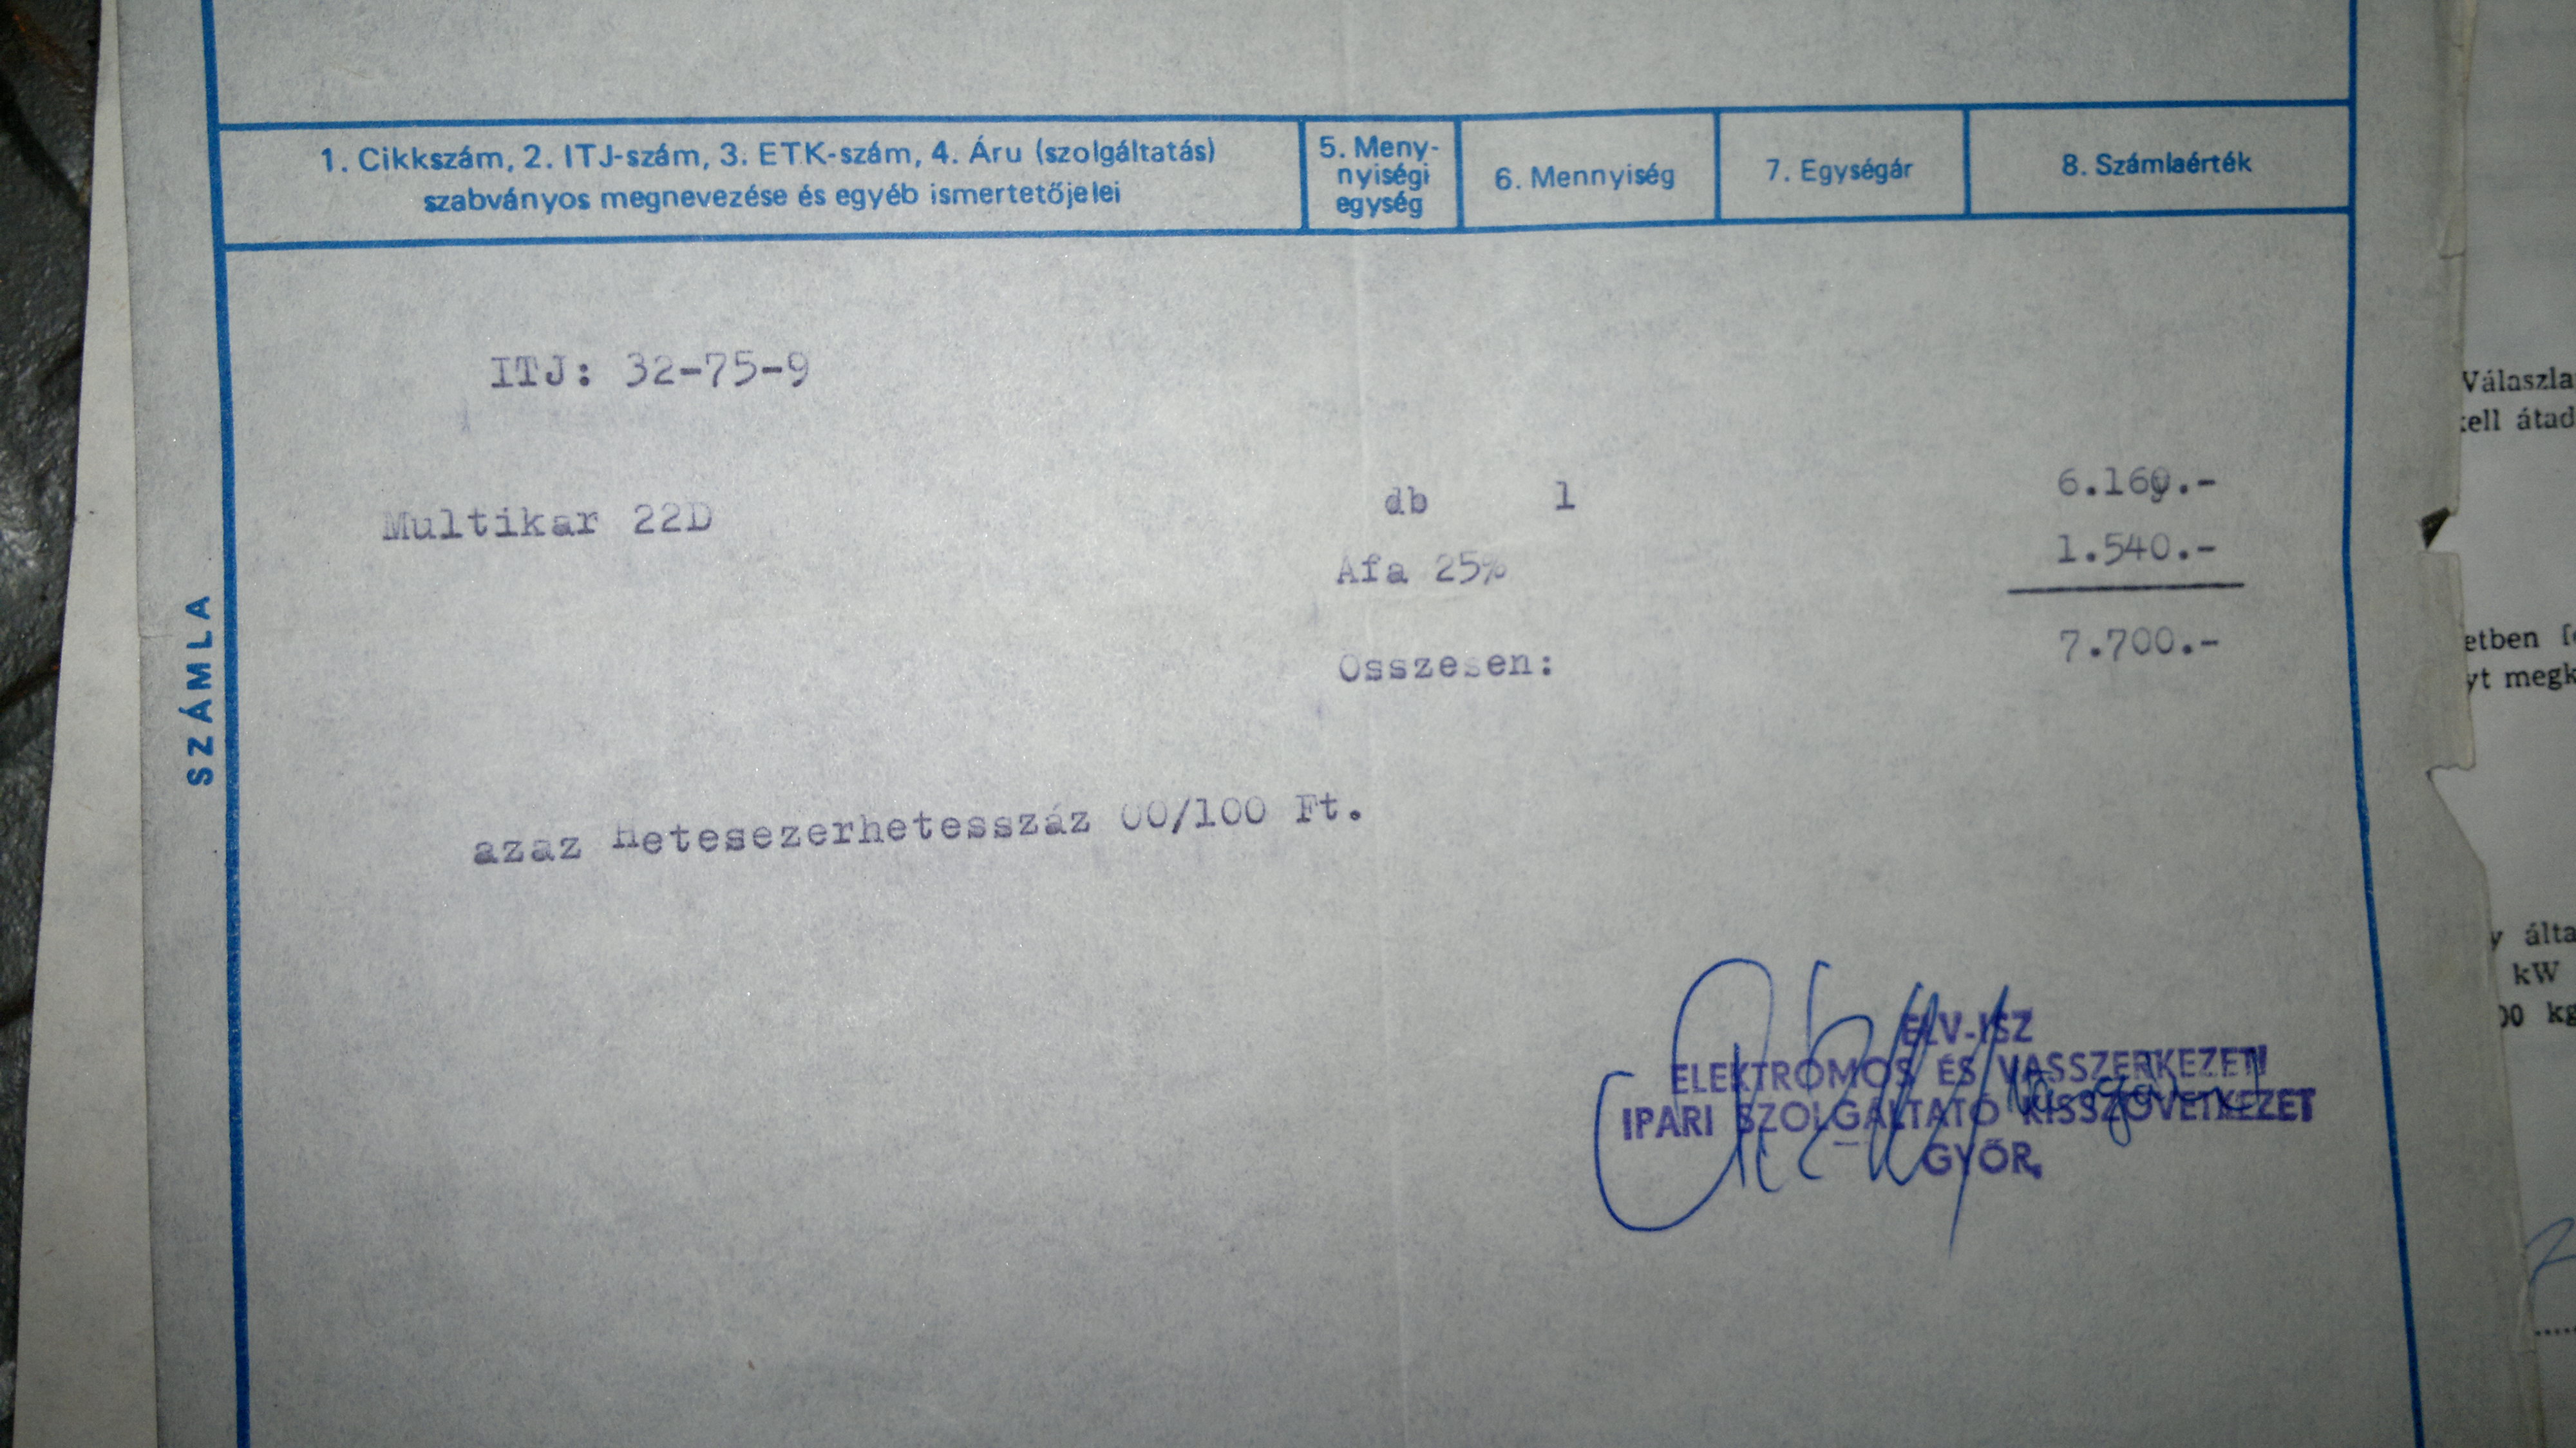 1. Cikkszám, 2. ITJ-szám, 3. ETK-szám, 4. Áru (szolgáltatás)
szabványos megnevezése és egyéb ismertetőjelei
5. Meny-
nyiségi
egység
6. Mennyiség
7. Egységár
8. Számlaérték
SZÁMLA
ITJ: 32-75-9
Multikar 22D db 1 6.160.-
Áfa 25% 1.540.-
Összesen: 7.700.-
azaz Hetesezerhetesszáz 00/100 Ft.
ELV-ISZ
ELEKTROMOS ÉS VASSZERKEZETI
IPARI SZOLGÁLTATÓ KISSZÖVETKEZET
GYŐR
Válaszla
kell átad
etben
yt megk
y álta
kW
00 kg